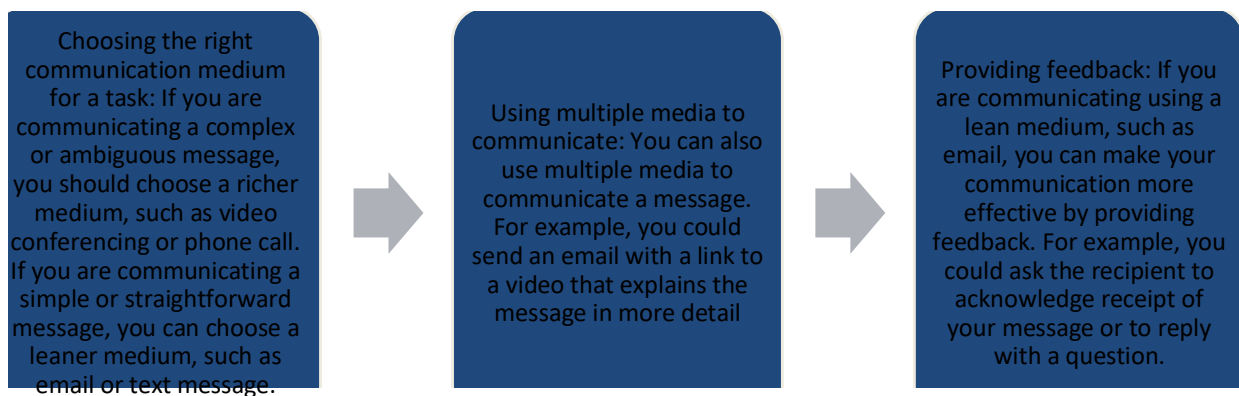 Choosing the right
communication medium
for a task: If you are
communicating a complex
or ambiguous message,
you should choose a richer
medium, such as video
conferencing or phone call.
If you are communicating a
simple or straightforward
message, you can choose a
leaner medium, such as
email or text message.
Using multiple media to
communicate: You can also
use multiple media to
communicate a message.
For example, you could
send an email with a link to
a video that explains the
message in more detail
Providing feedback: If you
are communicating using a
lean medium, such as
email, you can make your
communication more
effective by providing
feedback. For example, you
could ask the recipient to
acknowledge receipt of
your message or to reply
with a question.